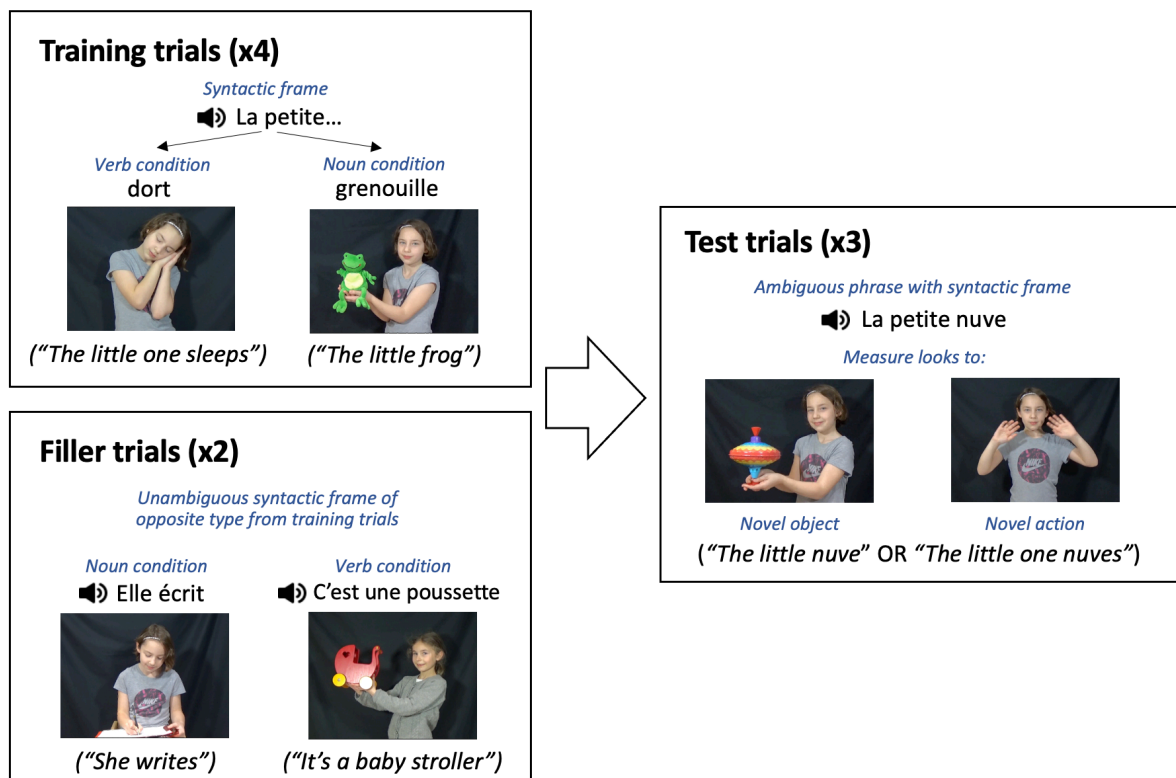 Training trials (x4)
Syntactic frame
La petite…
Verb condition
dort
Noun condition
grenouille
(“The little one sleeps”)
(“The little frog”)
Filler trials (x2)
Unambiguous syntactic frame of
opposite type from training trials
Noun condition
Elle écrit
Verb condition
C’est une poussette
NIKE
(“She writes”)
(“It’s a baby stroller”)
Test trials (x3)
Ambiguous phrase with syntactic frame
La petite nuve
Measure looks to:
NIKE
Novel object
Novel action
(“The little nuve” OR “The little one nuves”)